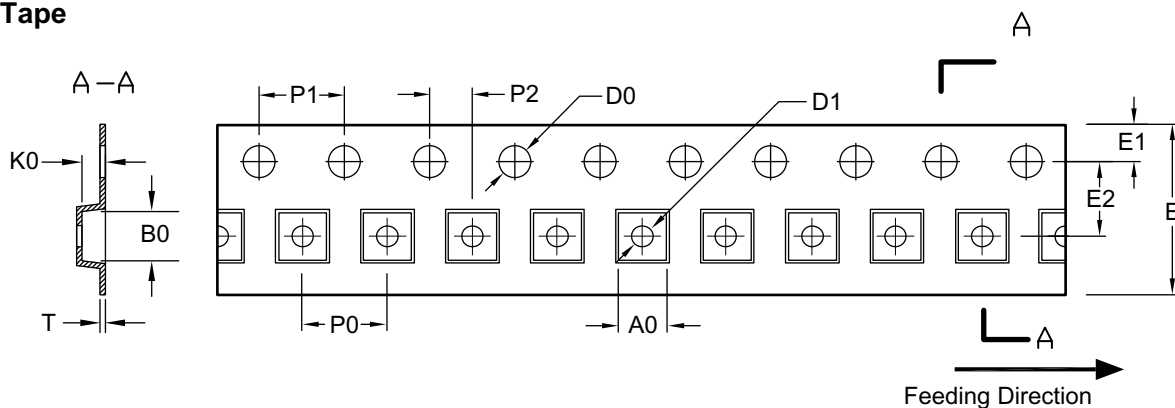 Tape
A
A-A
P1
P2
D0
D1
K0
E1
E2
E
B0
T
P0
A0
A
Feeding Direction